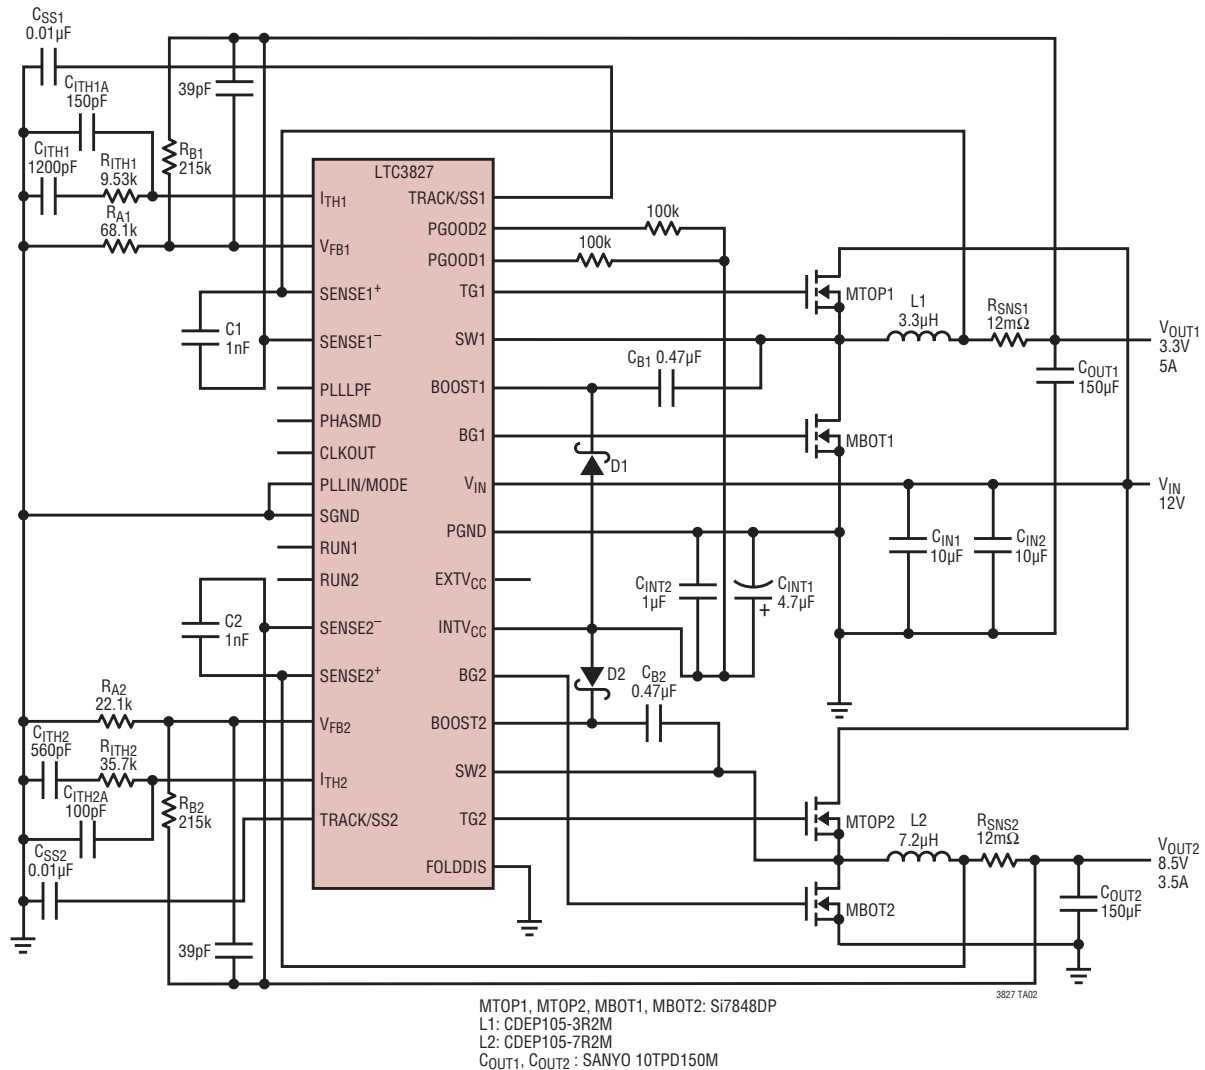 CSS1
0.01µF
CITH1A
150pF
39pF
CITH1
1200pF
RITH1
9.53k
RB1
215k
RA1
68.1k
C1
1nF
LTC3827
ITH1
VFB1
SENSE1+
SENSE1–
PLLLPF
PHASMD
CLKOUT
PLLIN/MODE
SGND
RUN1
RUN2
SENSE2–
SENSE2+
VFB2
ITH2
TRACK/SS2
TRACK/SS1
PGOOD2
PGOOD1
TG1
SW1
BOOST1
BG1
VIN
PGND
EXTVCC
INTVCC
BG2
BOOST2
SW2
TG2
FOLDDIS
100k
100k
MTOP1
L1
3.3µH
RSNS1
12mΩ
VOUT1
3.3V
5A
CB1 0.47µF
COUT1
150µF
MBOT1
D1
VIN
12V
CIN1
10µF
CIN2
10µF
CINT2
1µF
CINT1
4.7µF
+
D2
CB2
0.47µF
C2
1nF
RA2
22.1k
CITH2
560pF
RITH2
35.7k
CITH2A
100pF
RB2
215k
CSS2
0.01µF
39pF
MTOP2
L2
7.2µH
RSNS2
12mΩ
VOUT2
8.5V
3.5A
MBOT2
COUT2
150µF
3827 TA02
MTOP1, MTOP2, MBOT1, MBOT2: Si7848DP
L1: CDEP105-3R2M
L2: CDEP105-7R2M
COUT1, COUT2 : SANYO 10TPD150M